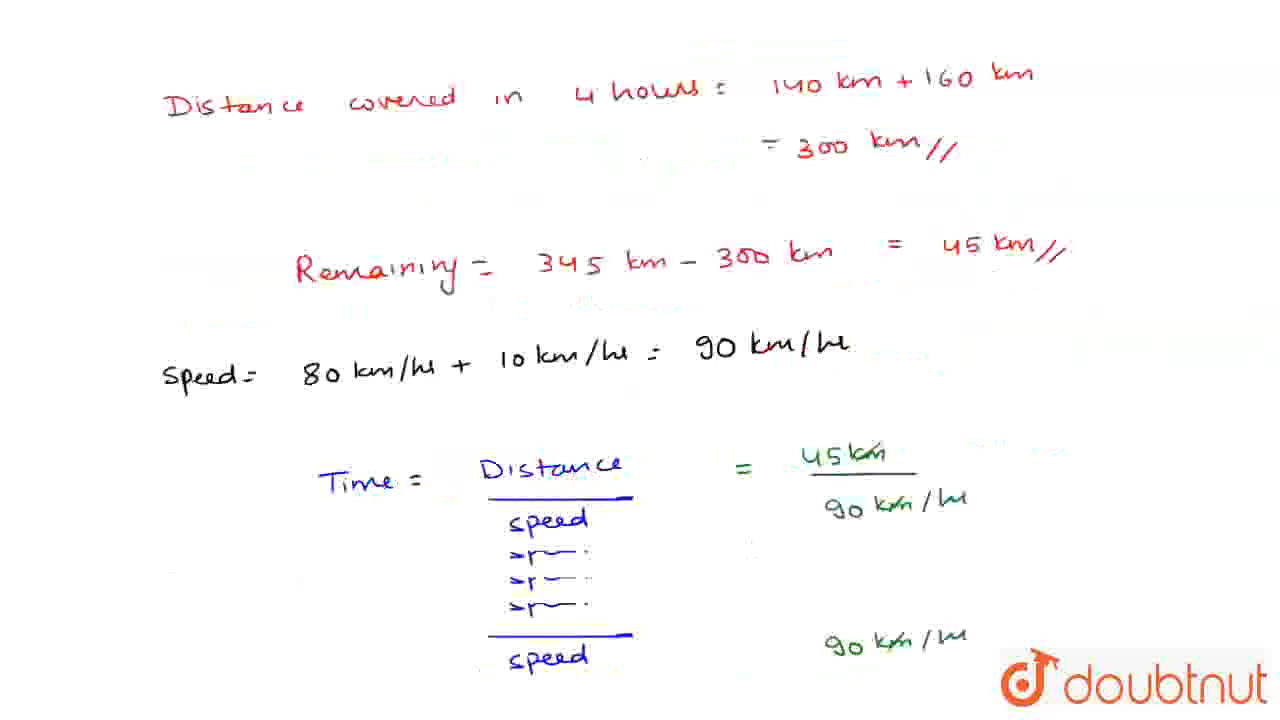 Distance covered in 4 hours = 140 km + 160 km
= 300 km //
Remaining = 345 km - 300 km = 45 km //
Speed = 80 km/hr + 10 km/hr = 90 km/hr
Time = Distance / speed = 45 km / 90 km/hr
speed 90 km/hr
doubtnut